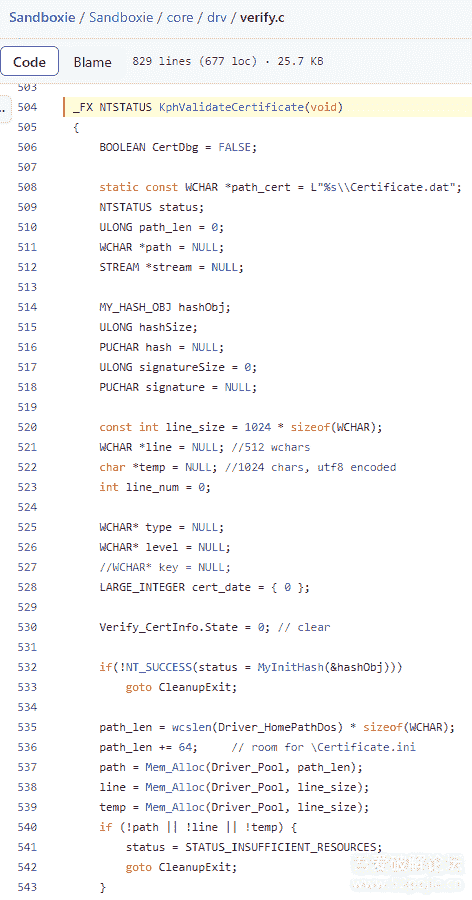 Sandboxie / Sandboxie / core / drv / verify.c
Code Blame 829 lines (677 loc) · 25.7 KB
503
504 _FX NTSTATUS KphValidateCertificate(void)
505 {
506 BOOLEAN CertDbg = FALSE;
507
508 static const WCHAR *path_cert = L"%s\\Certificate.dat";
509 NTSTATUS status;
510 ULONG path_len = 0;
511 WCHAR *path = NULL;
512 STREAM *stream = NULL;
513
514 MY_HASH_OBJ hashObj;
515 ULONG hashSize;
516 PUCHAR hash = NULL;
517 ULONG signatureSize = 0;
518 PUCHAR signature = NULL;
519
520 const int line_size = 1024 * sizeof(WCHAR);
521 WCHAR *line = NULL; //512 wchars
522 char *temp = NULL; //1024 chars, utf8 encoded
523 int line_num = 0;
524
525 WCHAR* type = NULL;
526 WCHAR* level = NULL;
527 //WCHAR* key = NULL;
528 LARGE_INTEGER cert_date = { 0 };
529
530 Verify_CertInfo.State = 0; // clear
531
532 if(!NT_SUCCESS(status = MyInitHash(&hashObj)))
533 goto CleanupExit;
534
535 path_len = wcslen(Driver_HomePathDos) * sizeof(WCHAR);
536 path_len += 64; // room for \Certificate.ini
537 path = Mem_Alloc(Driver_Pool, path_len);
538 line = Mem_Alloc(Driver_Pool, line_size);
539 temp = Mem_Alloc(Driver_Pool, line_size);
540 if (!path || !line || !temp) {
541 status = STATUS_INSUFFICIENT_RESOURCES;
542 goto CleanupExit;
543 }